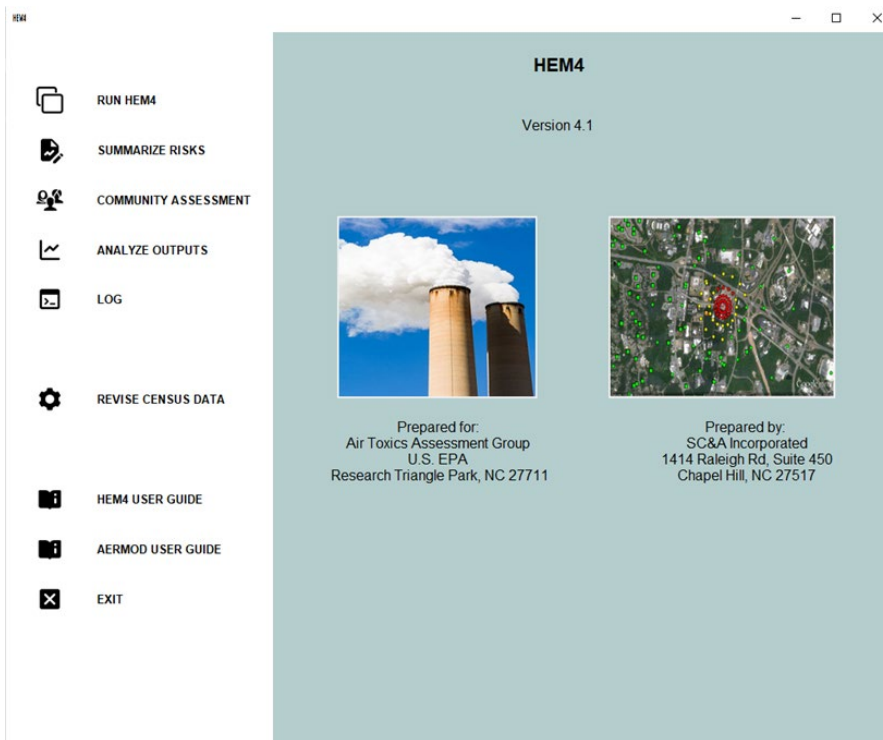 HEM4
RUN HEM4
SUMMARIZE RISKS
COMMUNITY ASSESSMENT
ANALYZE OUTPUTS
LOG
REVISE CENSUS DATA
HEM4 USER GUIDE
AERMOD USER GUIDE
EXIT
HEM4
Version 4.1
Prepared for:
Air Toxics Assessment Group
U.S. EPA
Research Triangle Park, NC 27711
Prepared by:
SC&A Incorporated
1414 Raleigh Rd, Suite 450
Chapel Hill, NC 27517